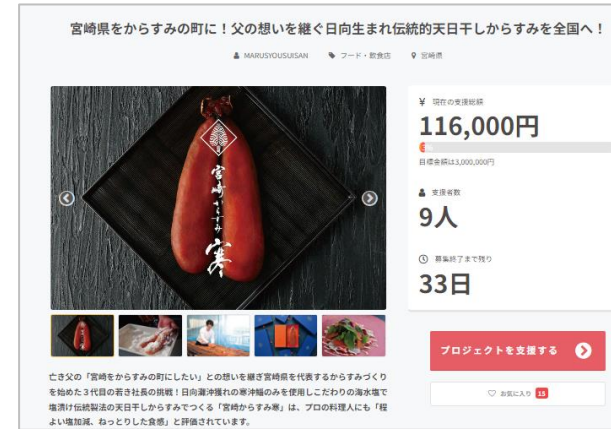 宮崎県をからすみの町に！父の想いを継ぐ日向生まれ伝統的天日干しからすみを全国へ！
MARUSYOUSUISAN フード・飲食店 宮崎県
宮崎からすみ
寒
¥ 現在の支援総額
116,000円
目標金額は3,000,000円
支援者数
9人
募集終了まで残り
33日
プロジェクトを支援する
お気に入り 15
亡き父の「宮崎をからすみの町にしたい」との想いを継ぎ宮崎県を代表するからすみづくり
を始めた３代目の若き社長の挑戦！日向灘沖獲れの寒沖鯔のみを使用しこだわりの海水塩で
塩漬け伝統製法の天日干しからすみでつくる「宮崎からすみ寒」は、プロの料理人にも「程
よい塩加減、ねっとりした食感」と評価されています。